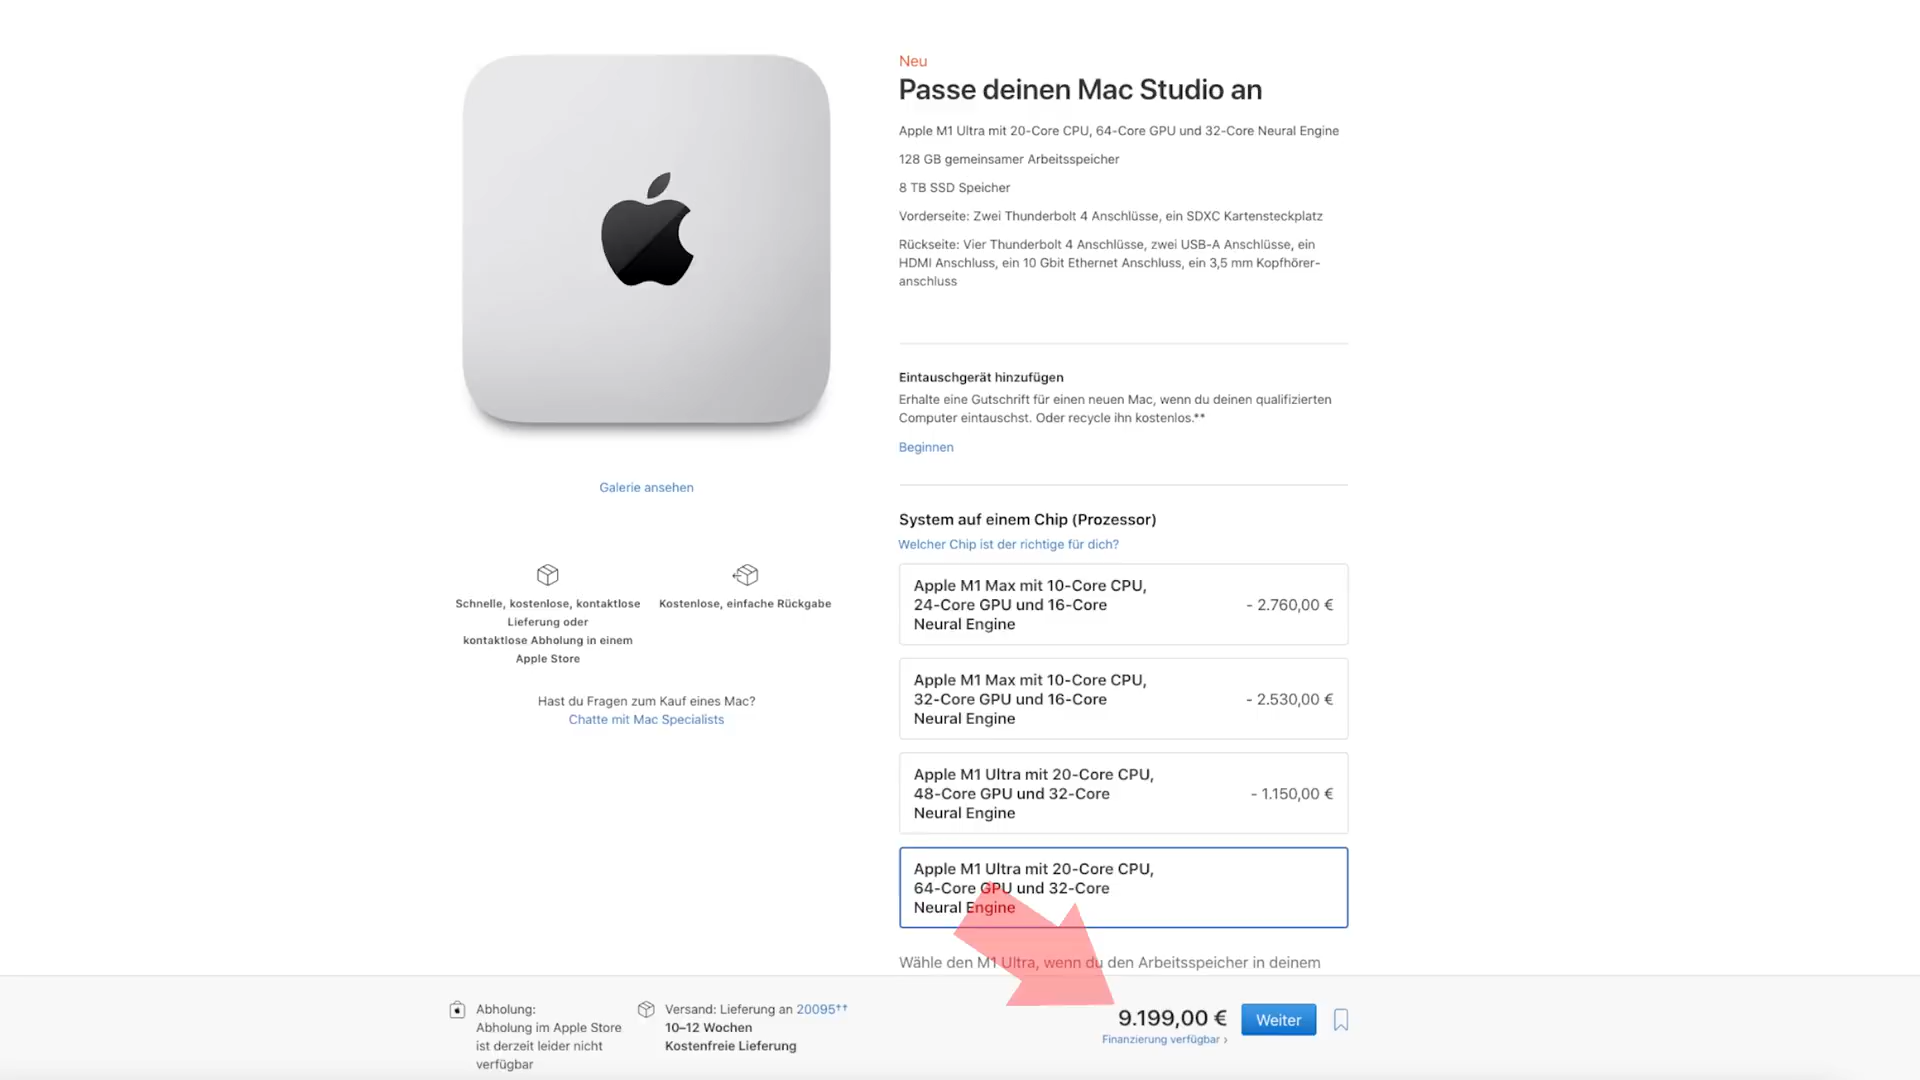 Neu
Passe deinen Mac Studio an
Apple M1 Ultra mit 20-Core CPU, 64-Core GPU und 32-Core Neural Engine
128 GB gemeinsamer Arbeitsspeicher
8 TB SSD Speicher
Vorderseite: Zwei Thunderbolt 4 Anschlüsse, ein SDXC Kartensteckplatz
Rückseite: Vier Thunderbolt 4 Anschlüsse, zwei USB-A Anschlüsse, ein
HDMI Anschluss, ein 10 Gbit Ethernet Anschluss, ein 3,5 mm Kopfhörer-
anschluss
Eintauschgerät hinzufügen
Erhalte eine Gutschrift für einen neuen Mac, wenn du deinen qualifizierten
Computer eintauschst. Oder recycle ihn kostenlos.**
Beginnen
Galerie ansehen
Schnelle, kostenlose, kontaktlose
Lieferung oder
kontaktlose Abholung in einem
Apple Store
Kostenlose, einfache Rückgabe
Hast du Fragen zum Kauf eines Mac?
Chatte mit Mac Specialists
System auf einem Chip (Prozessor)
Welcher Chip ist der richtige für dich?
Apple M1 Max mit 10-Core CPU,
24-Core GPU und 16-Core
Neural Engine
- 2.760,00 €
Apple M1 Max mit 10-Core CPU,
32-Core GPU und 16-Core
Neural Engine
- 2.530,00 €
Apple M1 Ultra mit 20-Core CPU,
48-Core GPU und 32-Core
Neural Engine
- 1.150,00 €
Apple M1 Ultra mit 20-Core CPU,
64-Core GPU und 32-Core
Neural Engine
Wähle den M1 Ultra, wenn du den Arbeitsspeicher in deinem
Abholung:
Abholung im Apple Store
ist derzeit leider nicht
verfügbar
Versand: Lieferung an 20095††
10–12 Wochen
Kostenfreie Lieferung
9.199,00 €
Finanzierung verfügbar ›
Weiter